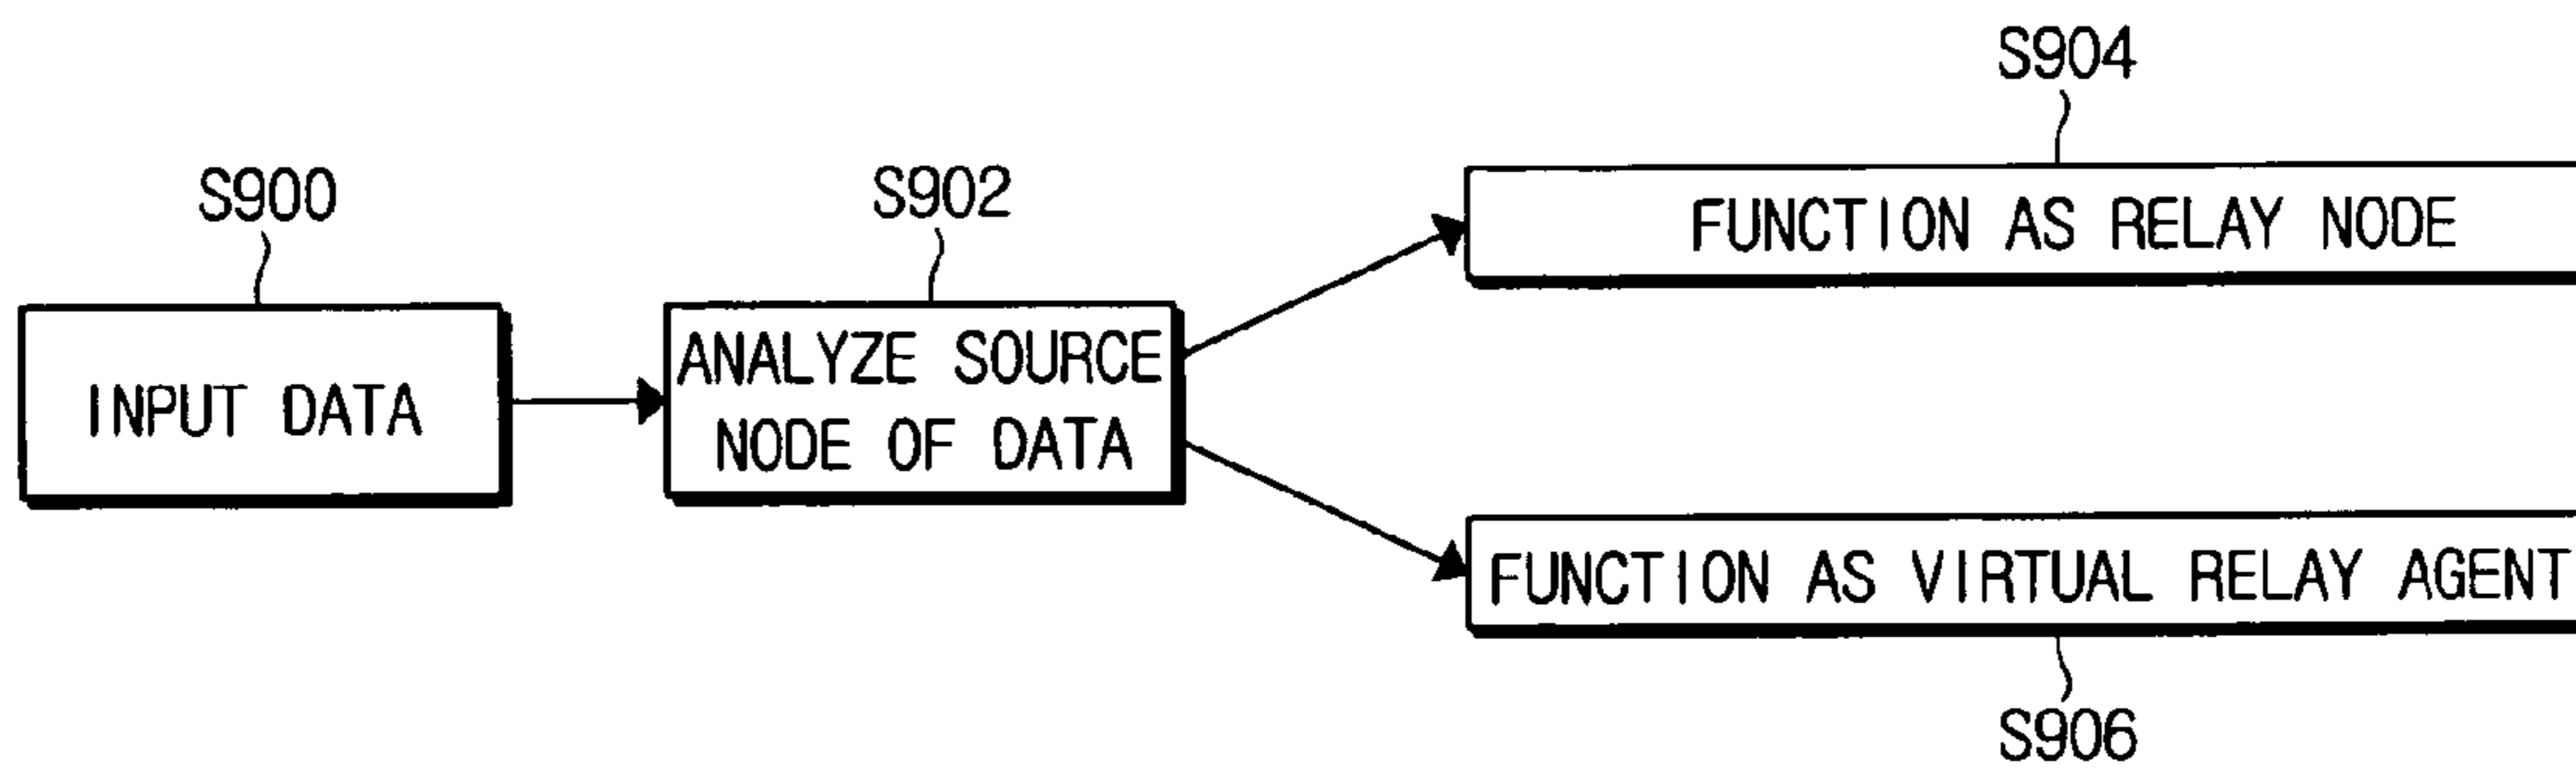 S900
INPUT DATA
S902
ANALYZE SOURCE
NODE OF DATA
S904
FUNCTION AS RELAY NODE
FUNCTION AS VIRTUAL RELAY AGENT
S906